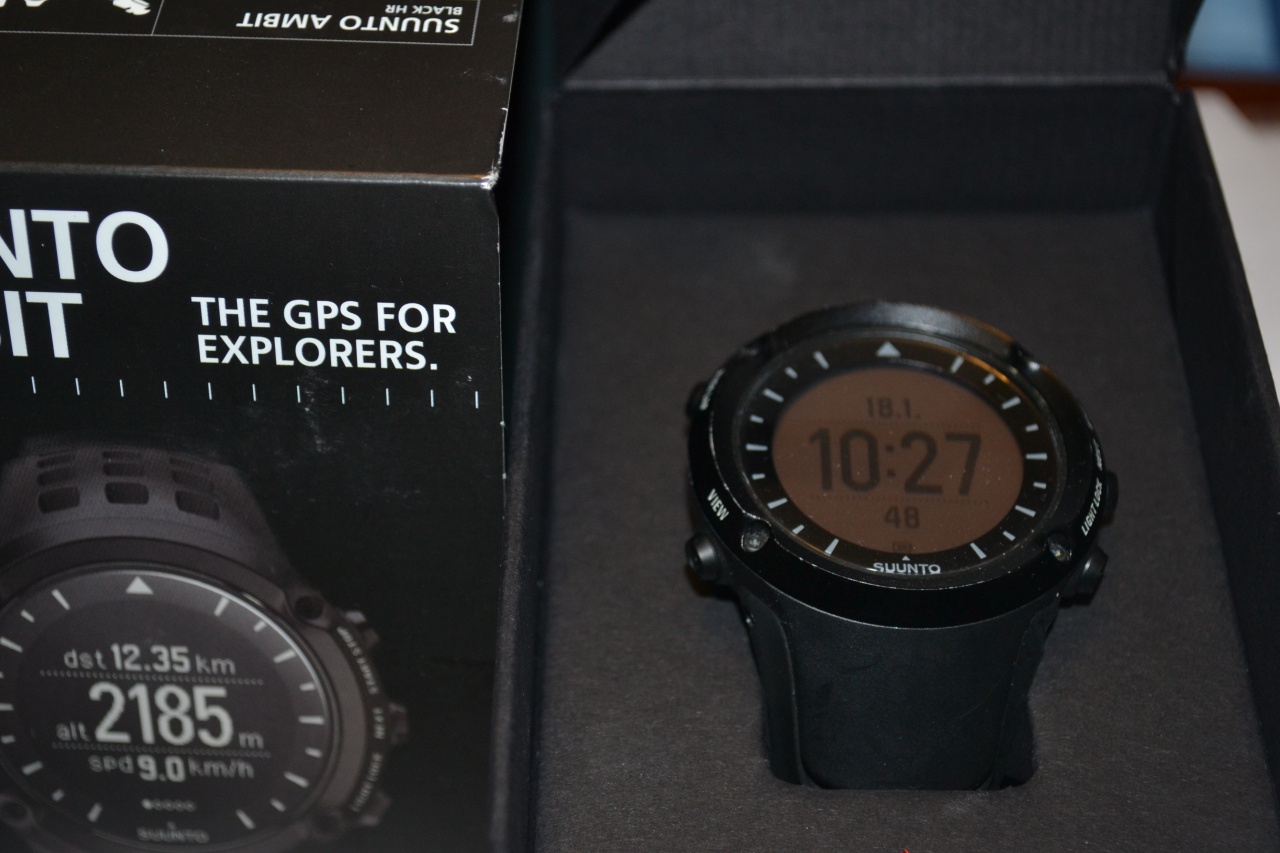 SUUNTO AMBIT
BLACK HR
NTO
IT
THE GPS FOR
EXPLORERS.
dst 12.35 km
alt 2185 m
spd 9.0 km/h
SUUNTO
18.1.
10:27
48
SUUNTO
VIEW
LIGHT LOCK